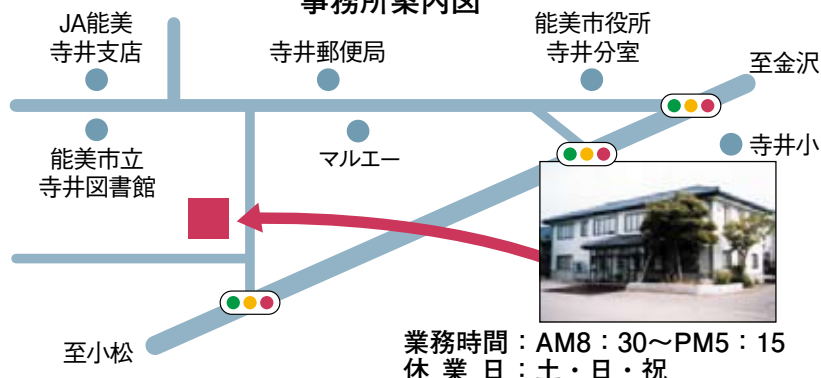 事務所案内図
JA能美
寺井支店
寺井郵便局
能美市役所
寺井分室
至金沢
能美市立
寺井図書館
マルエー
寺井小
至小松
業務時間：AM8：30～PM5：15
休業日：土・日・祝